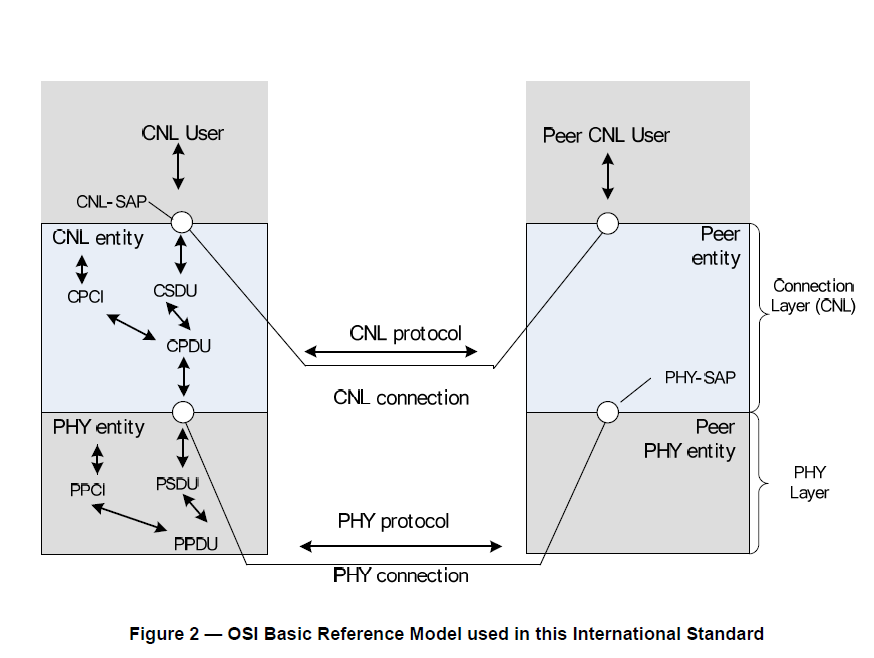 CNL User
Peer CNL User
CNL-SAP
CNL entity
Peer
entity
CPCI
CSDU
Connection
Layer (CNL)
CNL protocol
CPDU
PHY-SAP
CNL connection
PHY entity
Peer
PHY entity
PPCI
PSDU
PHY
Layer
PHY protocol
PPDU
PHY connection
Figure 2 — OSI Basic Reference Model used in this International Standard